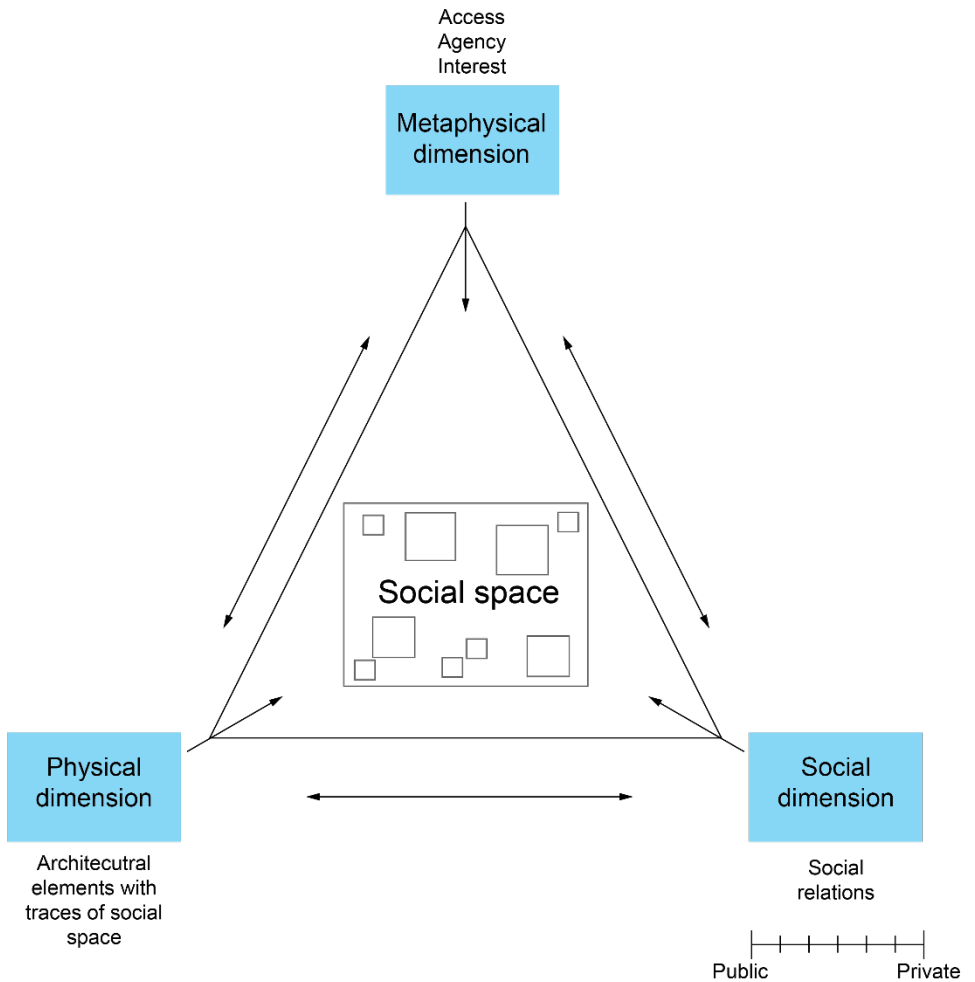 Access
Agency
Interest
Metaphysical
dimension
Social space
Physical
dimension
Architecutral
elements with
traces of social
space
Social
dimension
Social
relations
Public
Private